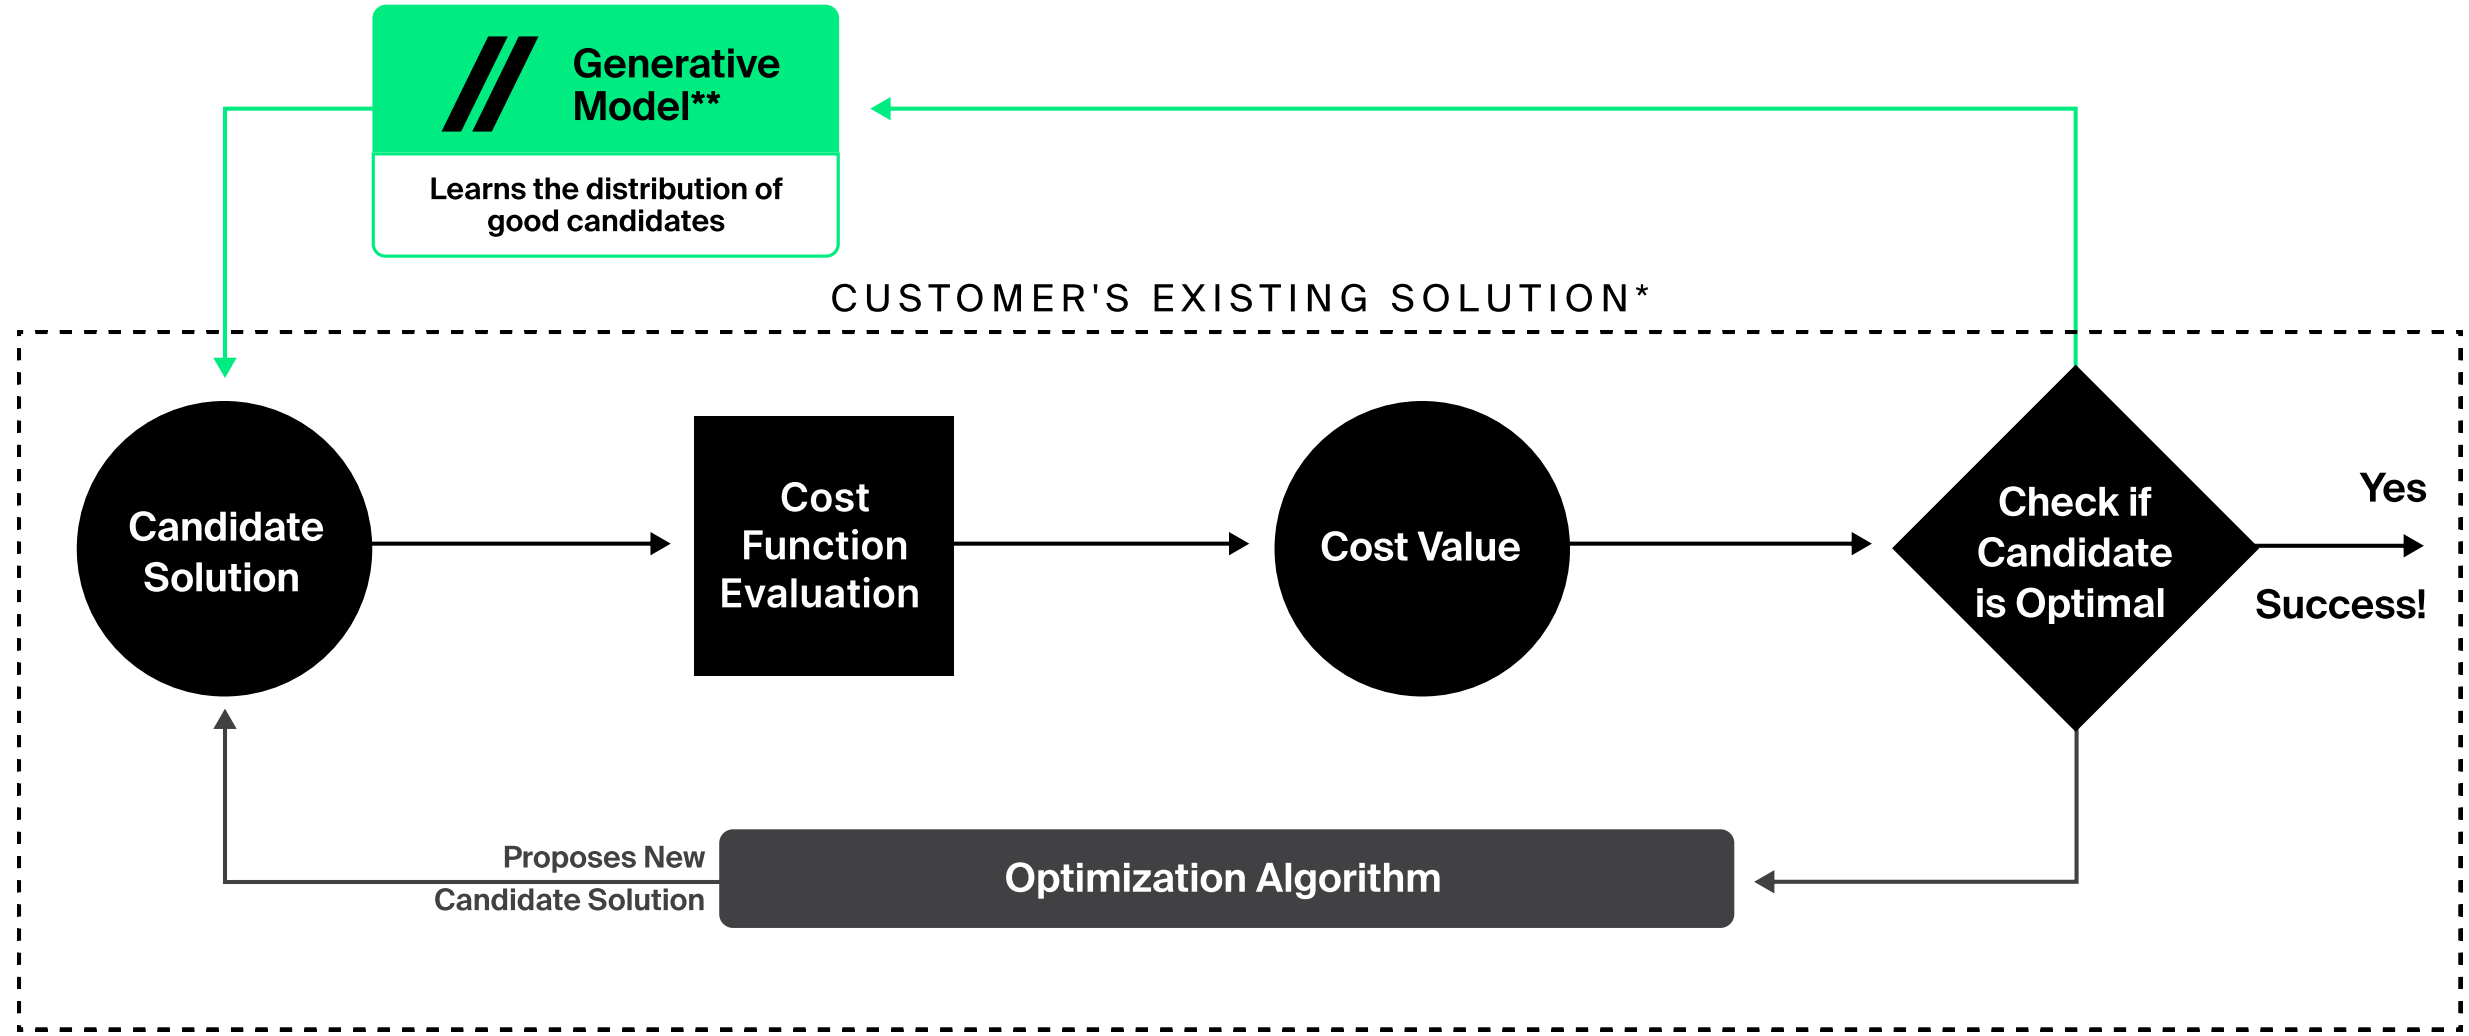 Generative
Model**
Learns the distribution of
good candidates
CUSTOMER'S EXISTING SOLUTION*
Candidate
Solution
Cost
Function
Evaluation
Cost Value
Check if
Candidate
is Optimal
Yes
Success!
Proposes New
Candidate Solution
Optimization Algorithm